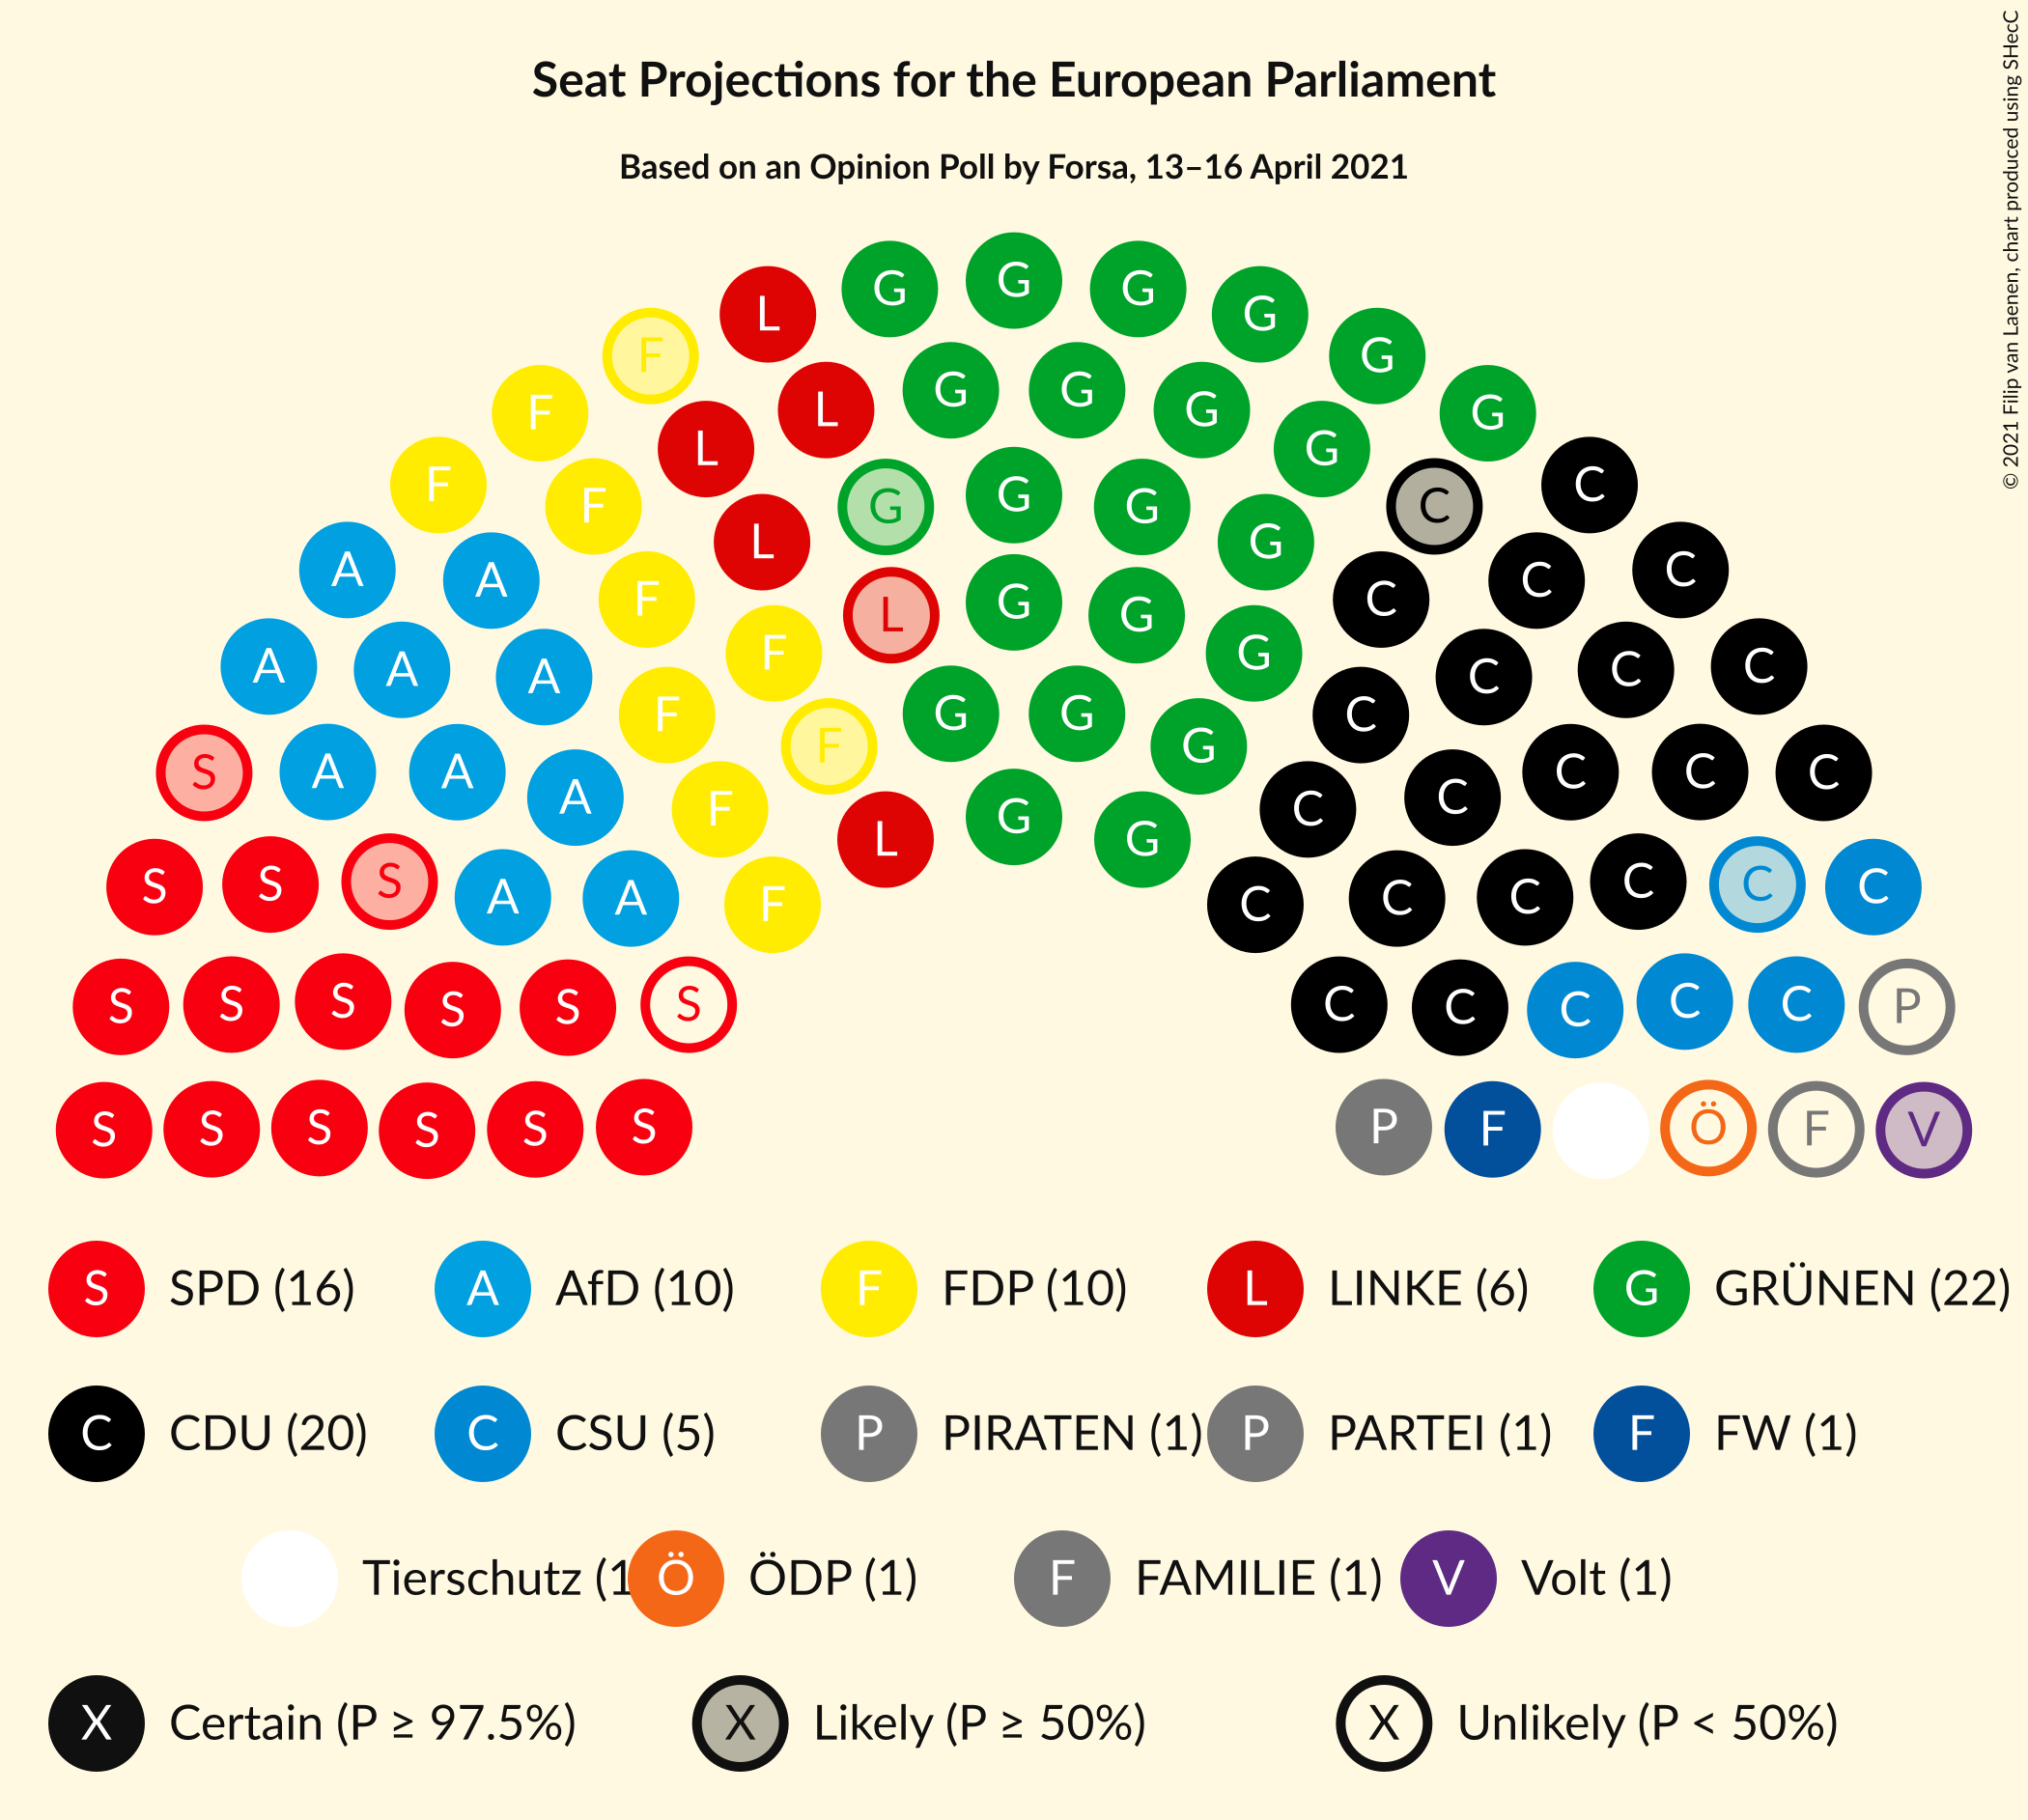 Seat Projections for the European Parliament
Based on an Opinion Poll by Forsa, 13–16 April 2021
© 2021 Filip van Laenen, chart produced using SHecC
L G G G G
F G
F L G G G G
F F L G G G G C C
A A F L L G G G C C C
A A A F F G G G C C C C
S A A A F F L G G G C C C C C
S S S A A F C C C C C C
S S S S S S C C C C C P
S S S S S S P F Ö F V
S SPD (16) A AfD (10) F FDP (10) L LINKE (6) G GRÜNEN (22)
C CDU (20) C CSU (5) P PIRATEN (1) P PARTEI (1) F FW (1)
Tierschutz (1 Ö ÖDP (1) F FAMILIE (1) V Volt (1)
X Certain (P ≥ 97.5%) X Likely (P ≥ 50%) X Unlikely (P < 50%)